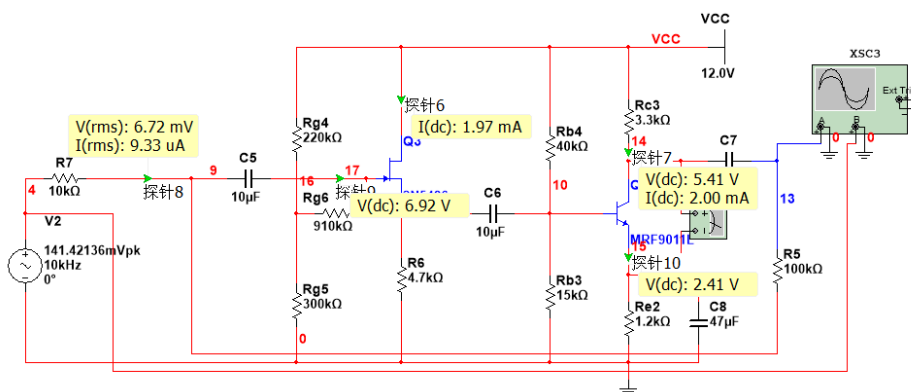 VCC
VCC
12.0V
XSC3
Ext Tri
A
B
0
0
探针6
I(dc): 1.97 mA
Rc3
3.3kΩ
14
V(rms): 6.72 mV
I(rms): 9.33 uA
Rg4
220kΩ
Q3
Rb4
40kΩ
探针7
C7
V(dc): 5.41 V
I(dc): 2.00 mA
R7
10kΩ
4
探针8
9
C5
10μF
16
17
Rg6
910kΩ
V(dc): 6.92 V
C6
10μF
10
13
V2
141.42136mVpk
10kHz
0°
MRF9011L
15
探针10
V(dc): 2.41 V
R6
4.7kΩ
Rg5
300kΩ
0
Rb3
15kΩ
Re2
1.2kΩ
C8
47μF
R5
100kΩ